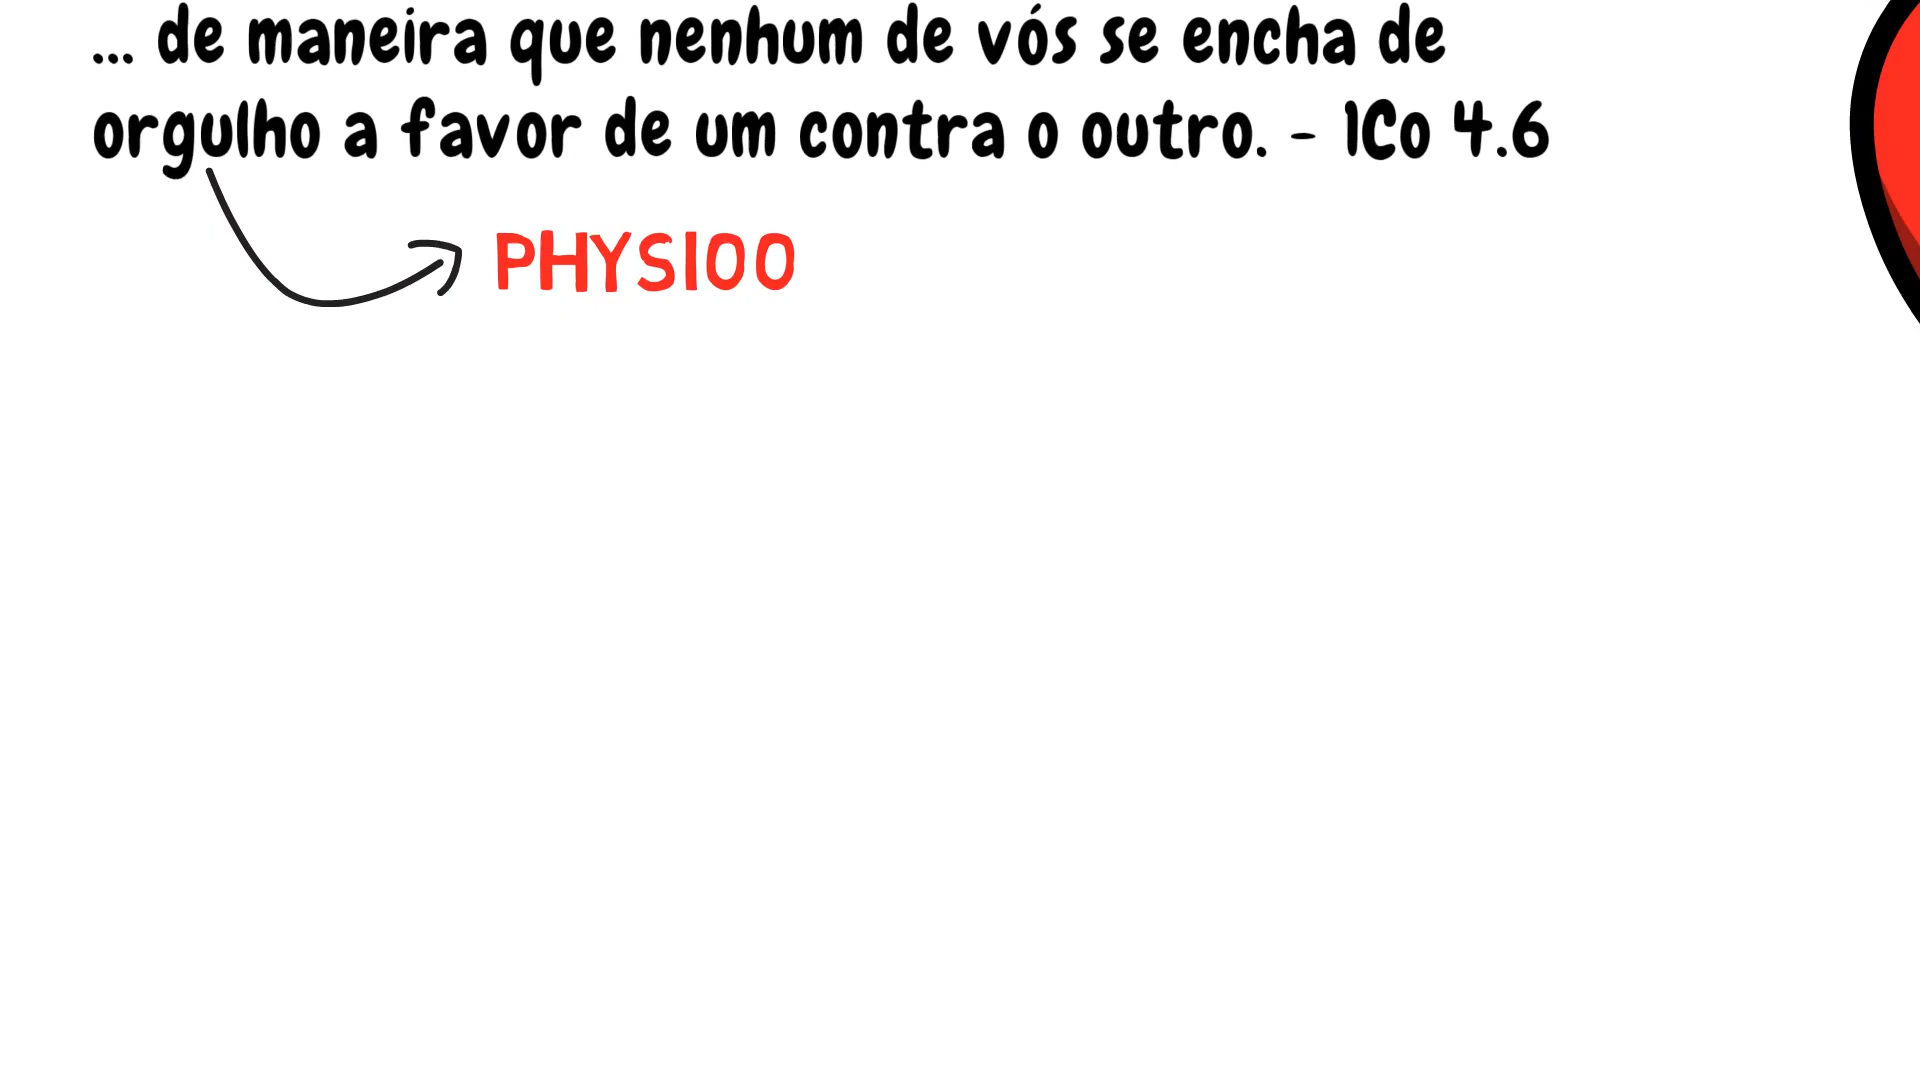 ... de maneira que nenhum de vós se encha de
orgulho a favor de um contra o outro. - 1Co 4.6
PHYSIOO